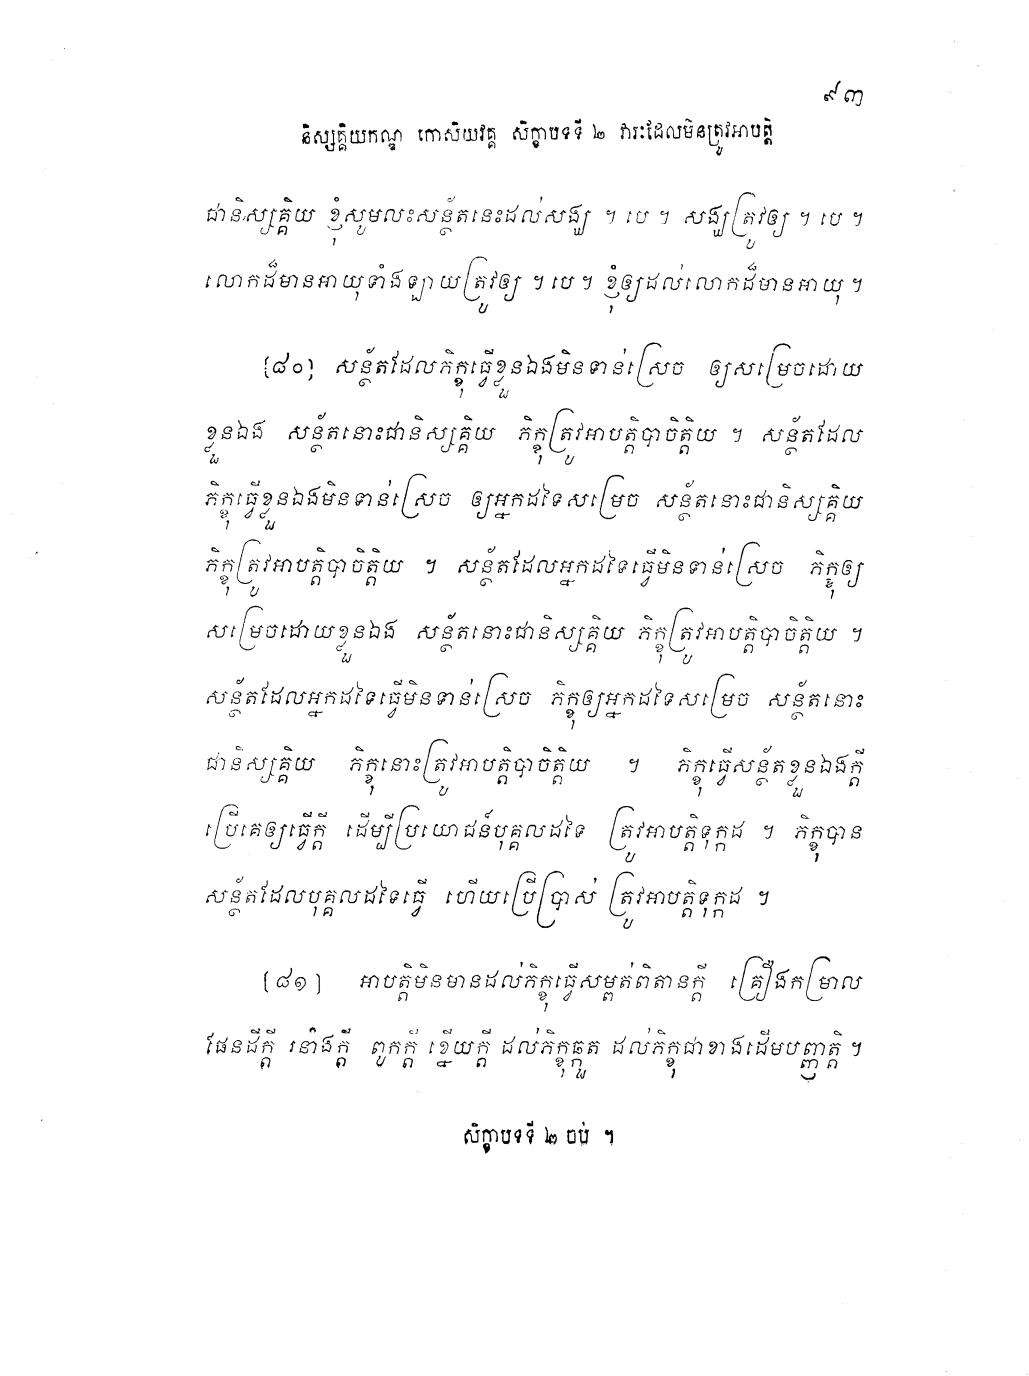 ៩៣
និស្សគ្គិយកណ្ឌ កោសិយវគ្គ សិក្ខាបទទី ២ វារៈដែលមិនត្រូវអាបត្តិ
ជានិស្សគ្គិយ ខ្ញុំសូមលះសន្ថ័តនេះដល់សង្ឃ ។ បេ ។ សង្ឃត្រូវឲ្យ ។ បេ ។
លោកដ៏មានអាយុទាំងឡាយត្រូវឲ្យ ។ បេ ។ ខ្ញុំឲ្យដល់លោកដ៏មានអាយុ ។
[៨០] សន្ថ័តដែលភិក្ខុធ្វើខ្លួនឯងមិនទាន់ស្រេច ឲ្យសម្រេចដោយ
ខ្លួនឯង សន្ថ័តនោះជានិស្សគ្គិយ ភិក្ខុត្រូវអាបត្តិបាចិត្តិយ ។ សន្ថ័តដែល
ភិក្ខុធ្វើខ្លួនឯងមិនទាន់ស្រេច ឲ្យអ្នកដទៃសម្រេច សន្ថ័តនោះជានិស្សគ្គិយ
ភិក្ខុត្រូវអាបត្តិបាចិត្តិយ ។ សន្ថ័តដែលអ្នកដទៃធ្វើមិនទាន់ស្រេច ភិក្ខុឲ្យ
សម្រេចដោយខ្លួនឯង សន្ថ័តនោះជានិស្សគ្គិយ ភិក្ខុត្រូវអាបត្តិបាចិត្តិយ ។
សន្ថ័តដែលអ្នកដទៃធ្វើមិនទាន់ស្រេច ភិក្ខុឲ្យអ្នកដទៃសម្រេច សន្ថ័តនោះ
ជានិស្សគ្គិយ ភិក្ខុនោះត្រូវអាបត្តិបាចិត្តិយ ។ ភិក្ខុធ្វើសន្ថ័តខ្លួនឯងក្តី
ប្រើគេឲ្យធ្វើក្តី ដើម្បីប្រយោជន៍បុគ្គលដទៃ ត្រូវអាបត្តិទុក្កដ ។ ភិក្ខុបាន
សន្ថ័តដែលបុគ្គលដទៃធ្វើ ហើយប្រើប្រាស់ ត្រូវអាបត្តិទុក្កដ ។
[៨១] អាបត្តិមិនមានដល់ភិក្ខុធ្វើសម្ពត់ពិតានក្តី គ្រឿងកម្រាល
ផែនដីក្តី រនាំងក្តី ពូកក្តី ខ្នើយក្តី ដល់ភិក្ខុឆ្កួត ដល់ភិក្ខុជាខាងដើមបញ្ញត្តិ ។
សិក្ខាបទទី ២ ចប់ ។